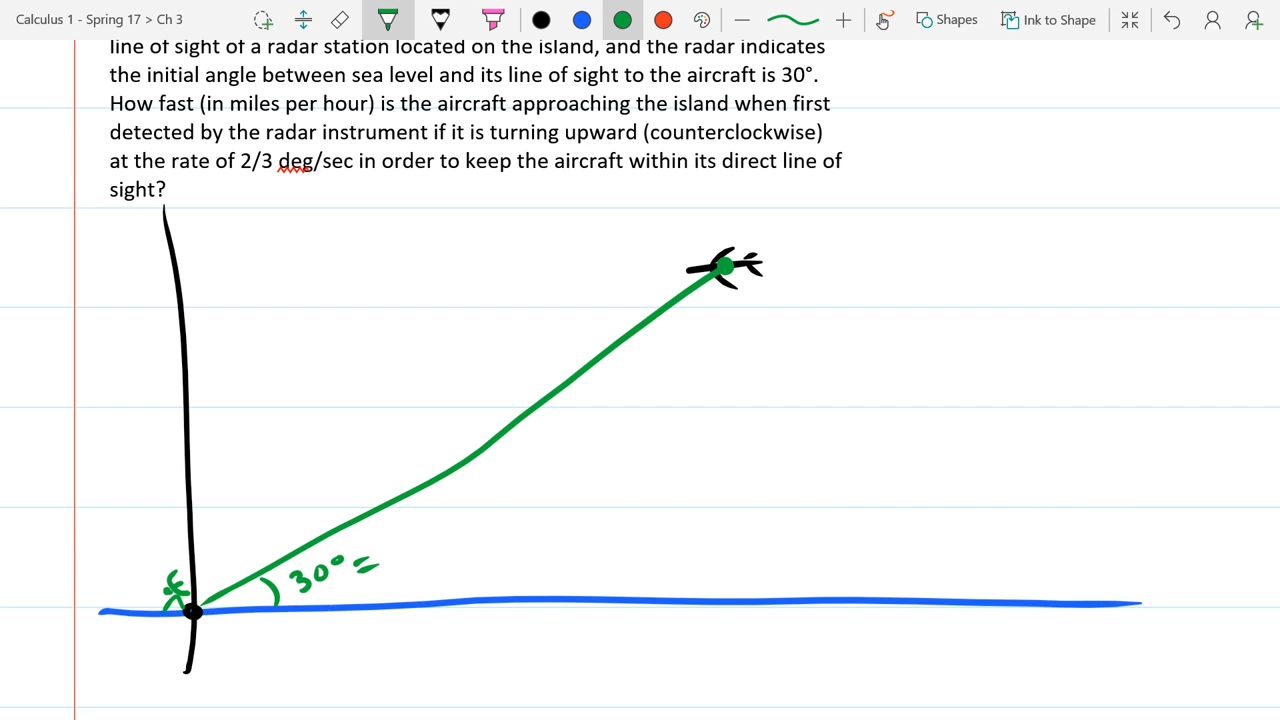 Calculus 1 - Spring 17 > Ch 3
Shapes
Ink to Shape
line of sight of a radar station located on the island, and the radar indicates
the initial angle between sea level and its line of sight to the aircraft is 30°.
How fast (in miles per hour) is the aircraft approaching the island when first
detected by the radar instrument if it is turning upward (counterclockwise)
at the rate of 2/3 deg/sec in order to keep the aircraft within its direct line of
sight?
30° =